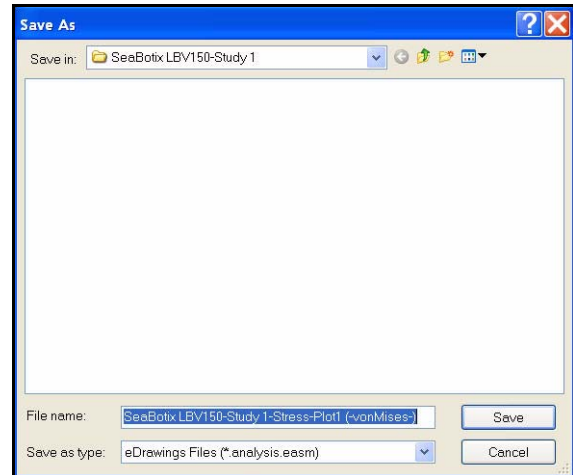 Save As
Save in: SeaBotix LBV150-Study 1
File name: SeaBotix LBV150-Study 1-Stress-Plot1 (-vonMises-)
Save
Save as type: eDrawings Files (*.analysis.easm)
Cancel